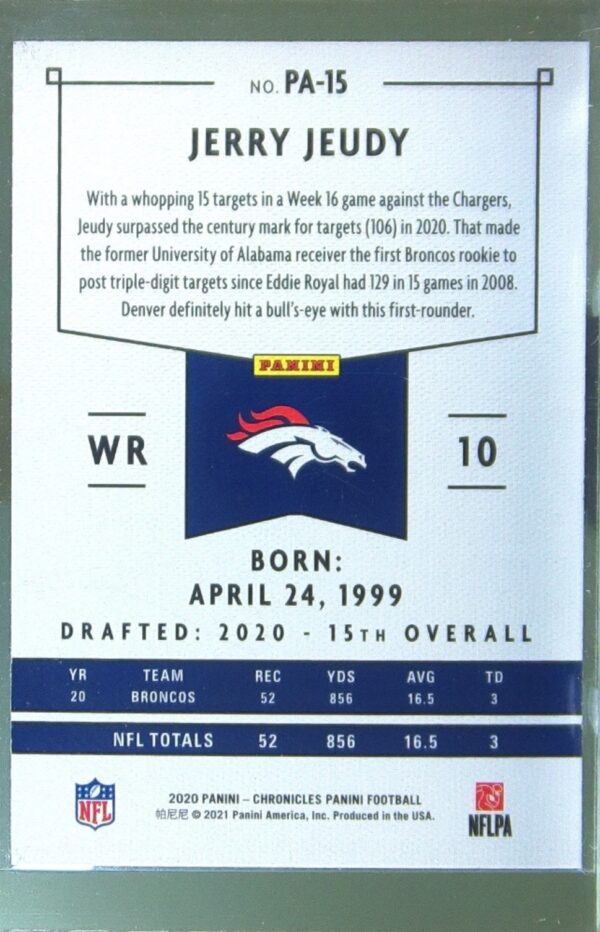 NO. PA-15
JERRY JEUDY
With a whopping 15 targets in a Week 16 game against the Chargers,
Jeudy surpassed the century mark for targets (106) in 2020. That made
the former University of Alabama receiver the first Broncos rookie to
post triple-digit targets since Eddie Royal had 129 in 15 games in 2008.
Denver definitely hit a bull's-eye with this first-rounder.
PANINI
WR
10
BORN:
APRIL 24, 1999
DRAFTED: 2020 - 15TH OVERALL
YR TEAM REC YDS AVG TD
20 BRONCOS 52 856 16.5 3
NFL TOTALS 52 856 16.5 3
NFL
2020 PANINI – CHRONICLES PANINI FOOTBALL
帕尼尼 © 2021 Panini America, Inc. Produced in the USA.
NFLPA